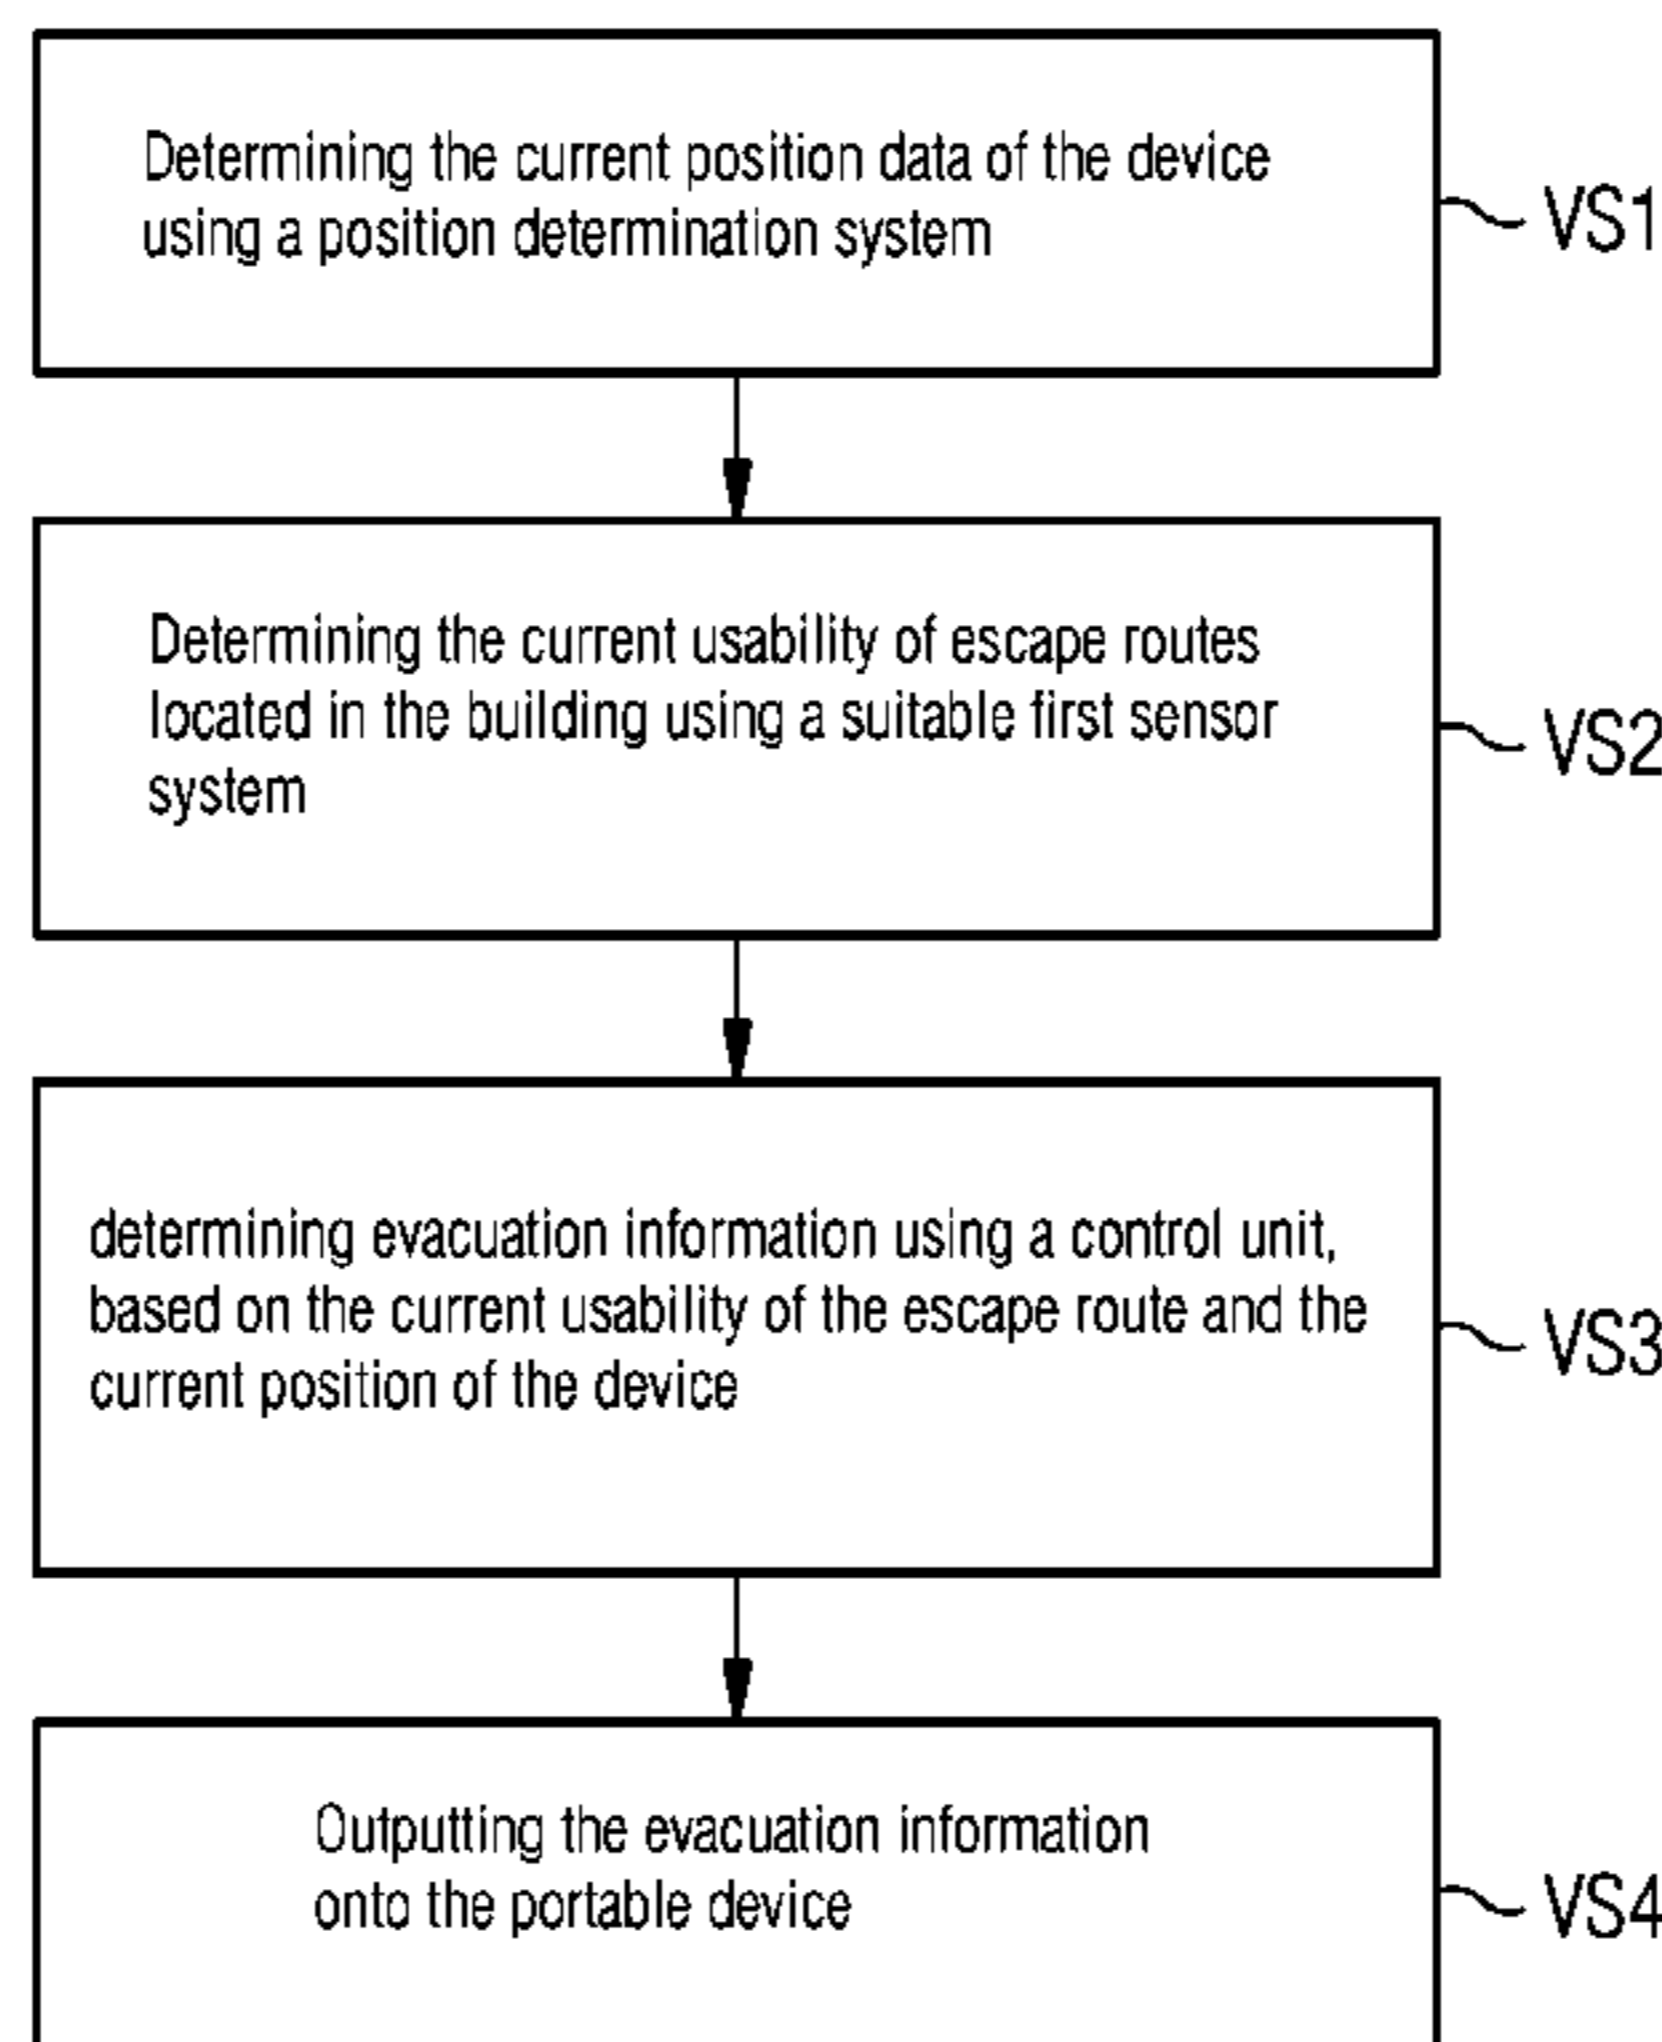 Determining the current position data of the device
using a position determination system
VS1
Determining the current usability of escape routes
located in the building using a suitable first sensor
system
VS2
determining evacuation information using a control unit,
based on the current usability of the escape route and the
current position of the device
VS3
Outputting the evacuation information
onto the portable device
VS4